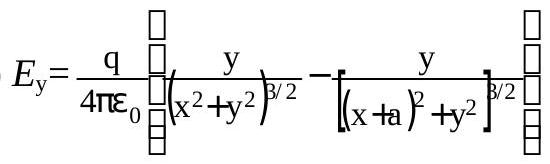 E_y = q/4πε_0 [ y/(x^2+y^2)^3/2 − y/[(x+a)^2+y^2]^3/2 ]